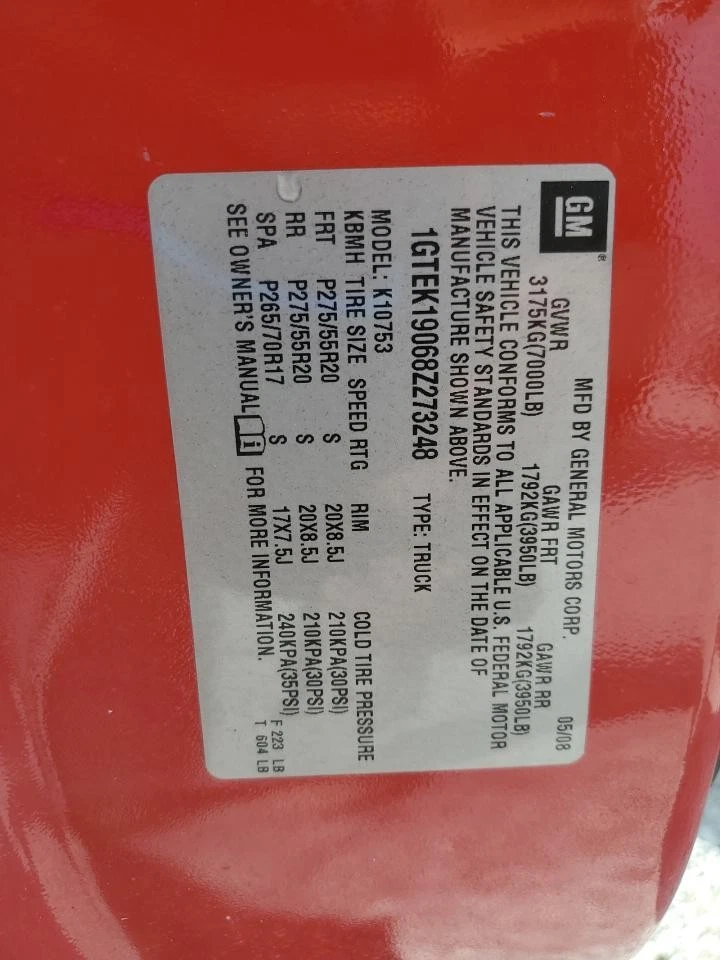 GM®
MFD BY GENERAL MOTORS CORP. 05/08
GVWR GAWR FRT GAWR RR
3175KG(7000LB) 1792KG(3950LB) 1792KG(3950LB)
THIS VEHICLE CONFORMS TO ALL APPLICABLE U.S. FEDERAL MOTOR
VEHICLE SAFETY STANDARDS IN EFFECT ON THE DATE OF
MANUFACTURE SHOWN ABOVE.
1GTEK19068Z273248 TYPE: TRUCK
MODEL: K10753
KBMH TIRE SIZE SPEED RTG RIM COLD TIRE PRESSURE
FRT P275/55R20 S 20X8.5J 210KPA(30PSI)
RR P275/55R20 S 20X8.5J 210KPA(30PSI)
SPA P265/70R17 S 17X7.5J 240KPA(35PSI)
SEE OWNER'S MANUAL i FOR MORE INFORMATION.
F 223 LB
T 604 LB